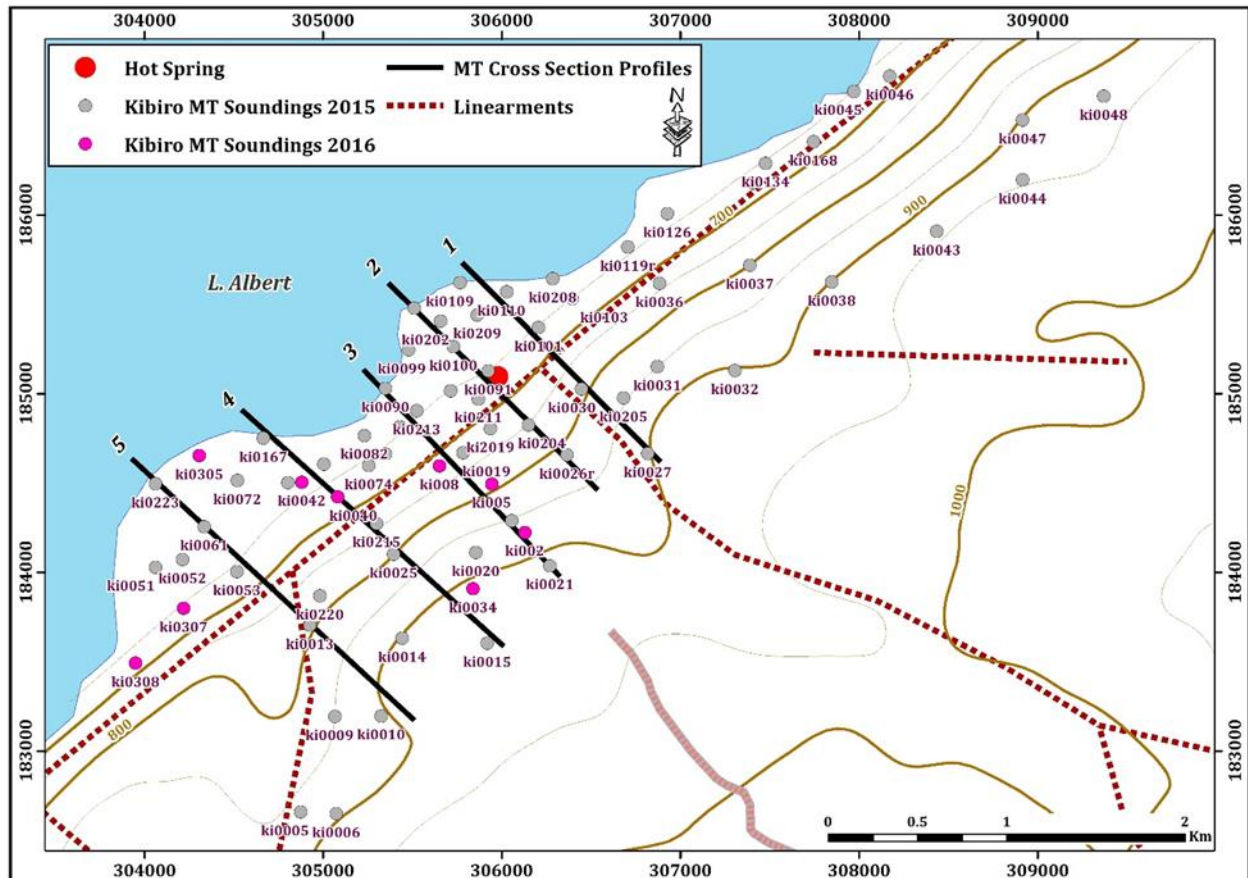 304000 305000 306000 307000 308000 309000
Hot Spring
MT Cross Section Profiles
Kibiro MT Soundings 2015
Linearments
Kibiro MT Soundings 2016
N
ki0046
ki0045
ki0048
ki0047
ki0168
ki0134
ki0044
186000
186000
700
900
ki0126
ki0043
ki0119r
1
ki0037
ki0036
ki0038
2
L. Albert
ki0109
ki0208
ki0110
ki0103
ki0209
ki0202
ki0101
3
ki0099
ki0100
ki0091
ki0031
ki0032
185000
185000
ki0090
ki0030
ki0205
4
ki0211
ki0213
ki0204
ki2019
5
ki0167
ki0082
ki0019
ki0026r
ki0027
ki0305
ki0074
ki008
ki0072
ki0042
ki005
ki0223
ki0040
1000
ki0061
ki0215
ki002
184000
184000
ki0051
ki0052
ki0053
ki0025
ki0020
ki0021
ki0307
ki0220
ki0034
ki0013
ki0014
ki0015
ki0308
183000
183000
800
ki0009
ki0010
ki0005
ki0006
0 0.5 1 2
Km
304000 305000 306000 307000 308000 309000